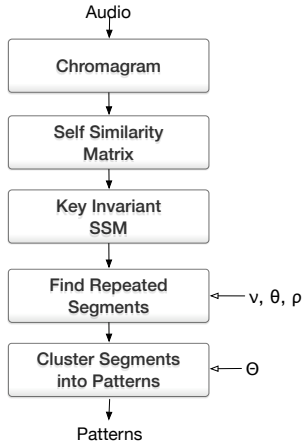 Audio
Chromagram
Self Similarity
Matrix
Key Invariant
SSM
Find Repeated
Segments
ν, θ, ρ
Cluster Segments
into Patterns
Θ
Patterns